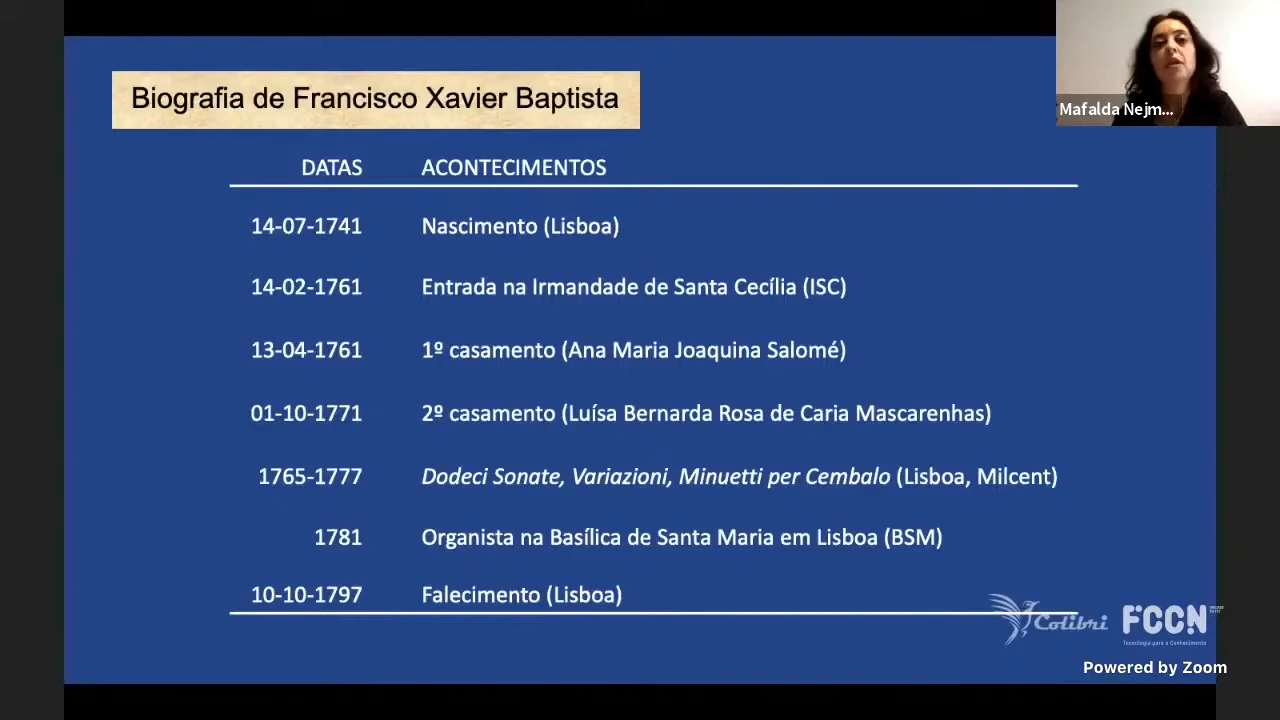 Biografia de Francisco Xavier Baptista
Mafalda Nejm...
DATAS ACONTECIMENTOS
14-07-1741 Nascimento (Lisboa)
14-02-1761 Entrada na Irmandade de Santa Cecília (ISC)
13-04-1761 1º casamento (Ana Maria Joaquina Salomé)
01-10-1771 2º casamento (Luísa Bernarda Rosa de Caria Mascarenhas)
1765-1777 Dodeci Sonate, Variazioni, Minuetti per Cembalo (Lisboa, Milcent)
1781 Organista na Basílica de Santa Maria em Lisboa (BSM)
10-10-1797 Falecimento (Lisboa)
Colibri FCCN
Tecnologia para o Conhecimento
Powered by Zoom